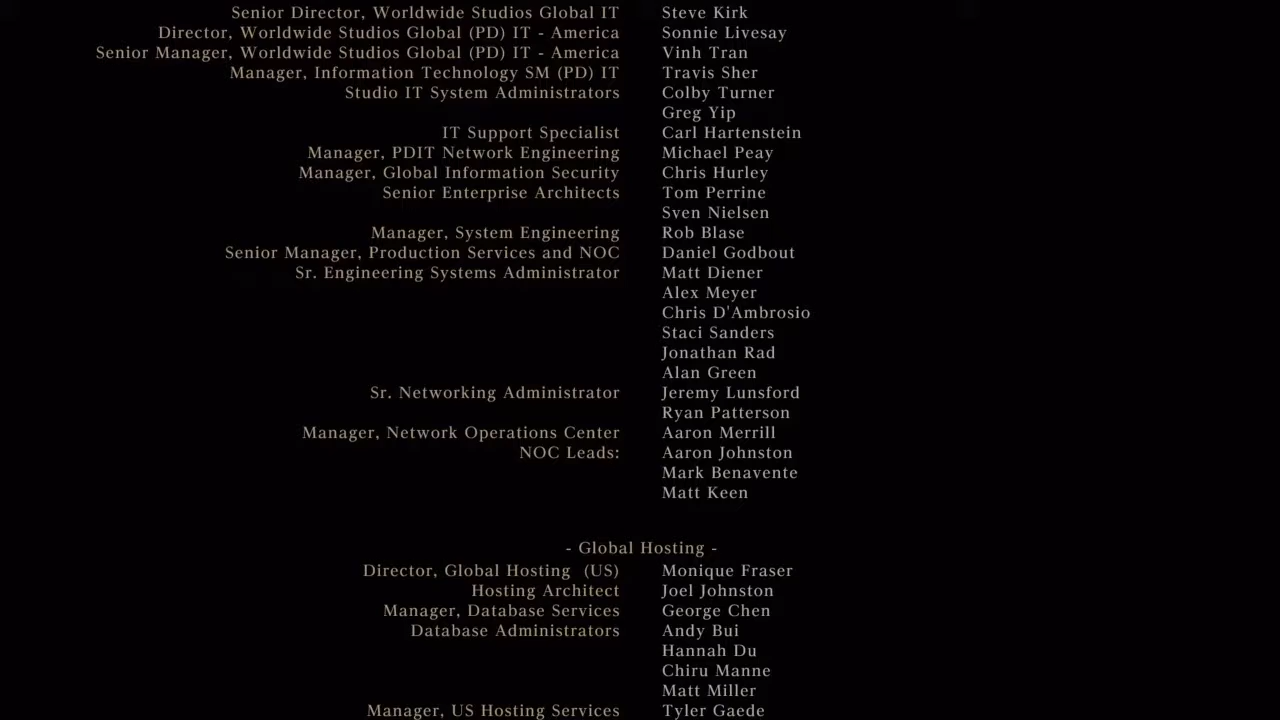 Senior Director, Worldwide Studios Global IT Steve Kirk
Director, Worldwide Studios Global (PD) IT - America Sonnie Livesay
Senior Manager, Worldwide Studios Global (PD) IT - America Vinh Tran
Manager, Information Technology SM (PD) IT Travis Sher
Studio IT System Administrators Colby Turner
Greg Yip
IT Support Specialist Carl Hartenstein
Manager, PDIT Network Engineering Michael Peay
Manager, Global Information Security Chris Hurley
Senior Enterprise Architects Tom Perrine
Sven Nielsen
Manager, System Engineering Rob Blase
Senior Manager, Production Services and NOC Daniel Godbout
Sr. Engineering Systems Administrator Matt Diener
Alex Meyer
Chris D'Ambrosio
Staci Sanders
Jonathan Rad
Alan Green
Sr. Networking Administrator Jeremy Lunsford
Ryan Patterson
Manager, Network Operations Center Aaron Merrill
NOC Leads: Aaron Johnston
Mark Benavente
Matt Keen
- Global Hosting -
Director, Global Hosting (US) Monique Fraser
Hosting Architect Joel Johnston
Manager, Database Services George Chen
Database Administrators Andy Bui
Hannah Du
Chiru Manne
Matt Miller
Manager, US Hosting Services Tyler Gaede